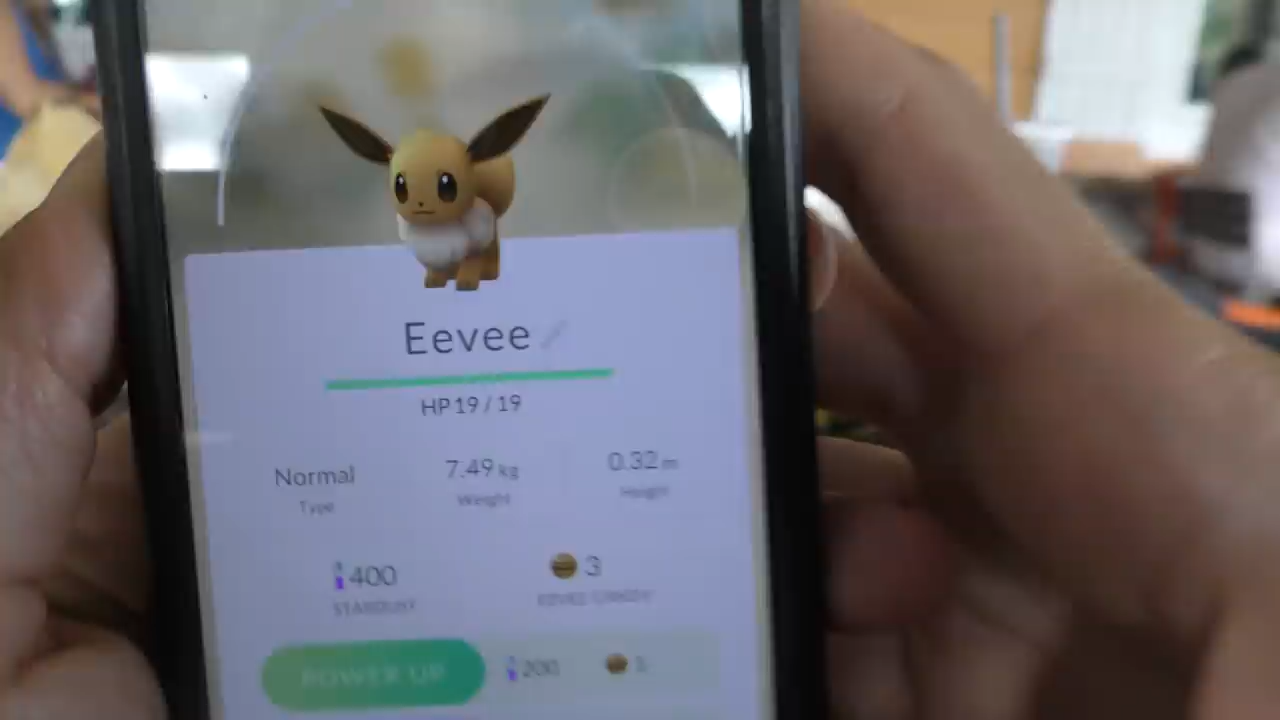 Eevee
HP 19 / 19
Normal
7.49 kg
0.32 m
Type
Weight
Height
400
3
STARDUST
EEVEE CANDY
POWER UP
200
1